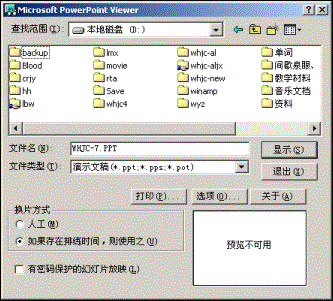 Microsoft PowerPoint Viewer
查找范围(I): 本地磁盘 (D:)
backup lmx whjc-al 单词
Blood movie whjc-aljx 间歇泉眼、
crjy rta whjc-new 教学材料
hh Save winamp 音乐文档
lbw whjc4 wyz 资料
文件名(N): WHJC-7.PPT 显示(S)
文件类型(T): 演示文稿(*.ppt;*.pps;*.pot) 退出(X)
打印(P)... 选项(O)... 关于(A)
换片方式
人工(M)
如果存在排练时间，则使用之(U)
预览不可用
有密码保护的幻灯片放映(L)